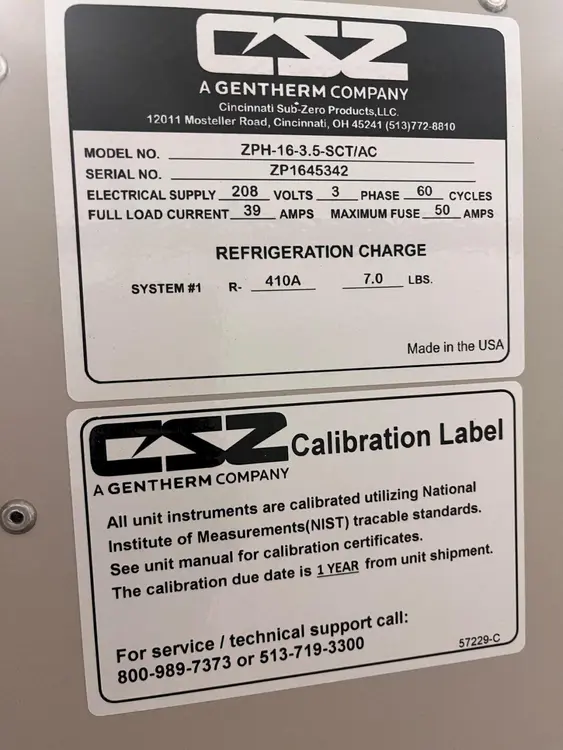 CSZ
A GENTHERM COMPANY
Cincinnati Sub-Zero Products,LLC.
12011 Mosteller Road, Cincinnati, OH 45241 (513)772-8810
MODEL NO. ZPH-16-3.5-SCT/AC
SERIAL NO. ZP1645342
ELECTRICAL SUPPLY 208 VOLTS 3 PHASE 60 CYCLES
FULL LOAD CURRENT 39 AMPS MAXIMUM FUSE 50 AMPS
REFRIGERATION CHARGE
SYSTEM #1 R- 410A 7.0 LBS.
Made in the USA
CSZ Calibration Label
A GENTHERM COMPANY
All unit instruments are calibrated utilizing National
Institute of Measurements(NIST) tracable standards.
See unit manual for calibration certificates.
The calibration due date is 1 YEAR from unit shipment.
For service / technical support call:
800-989-7373 or 513-719-3300
57229-C